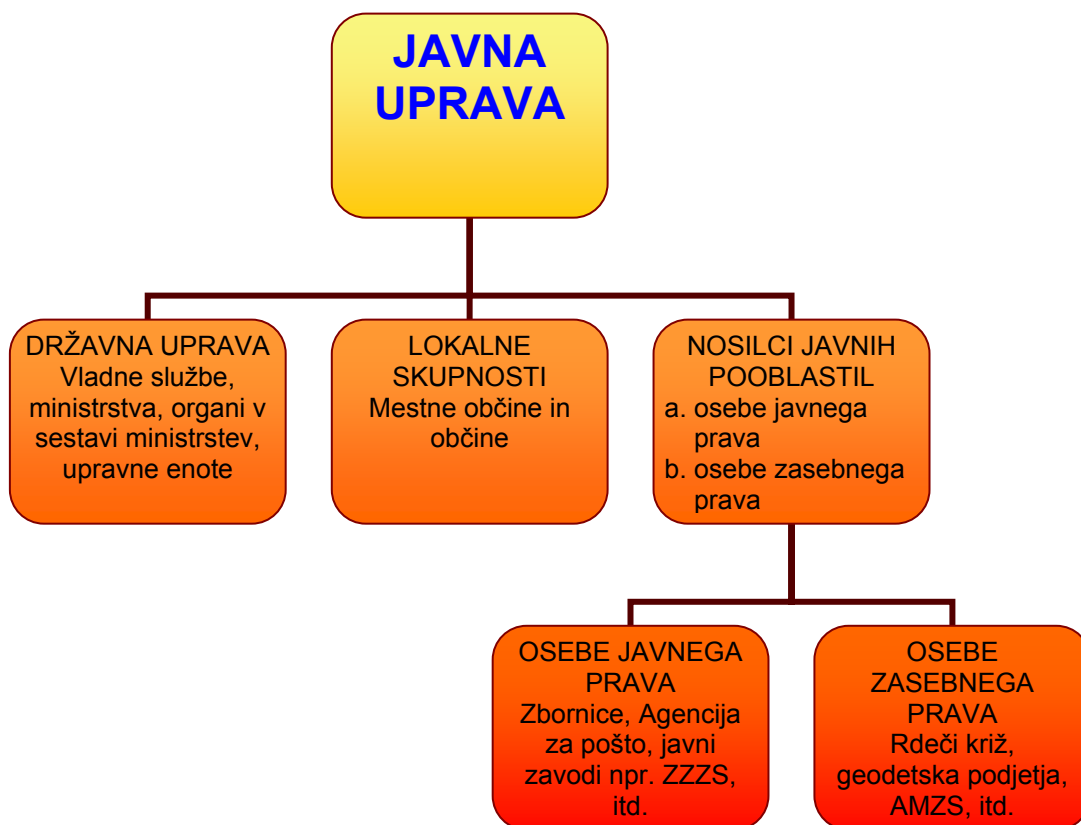 JAVNA
UPRAVA
DRŽAVNA UPRAVA
Vladne službe,
ministrstva, organi v
sestavi ministrstev,
upravne enote
LOKALNE
SKUPNOSTI
Mestne občine in
občine
NOSILCI JAVNIH
POOBLASTIL
a. osebe javnega
prava
b. osebe zasebnega
prava
OSEBE JAVNEGA
PRAVA
Zbornice, Agencija
za pošto, javni
zavodi npr. ZZZS,
itd.
OSEBE
ZASEBNEGA
PRAVA
Rdeči križ,
geodetska podjetja,
AMZS, itd.